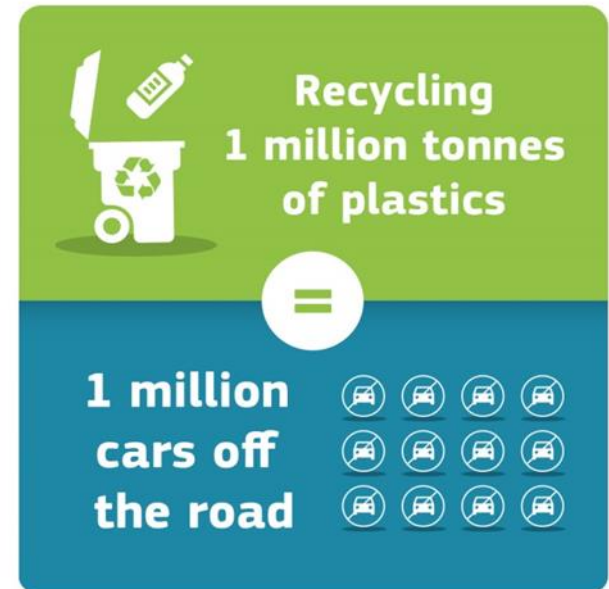 Recycling
1 million tonnes
of plastics
=
1 million
cars off
the road